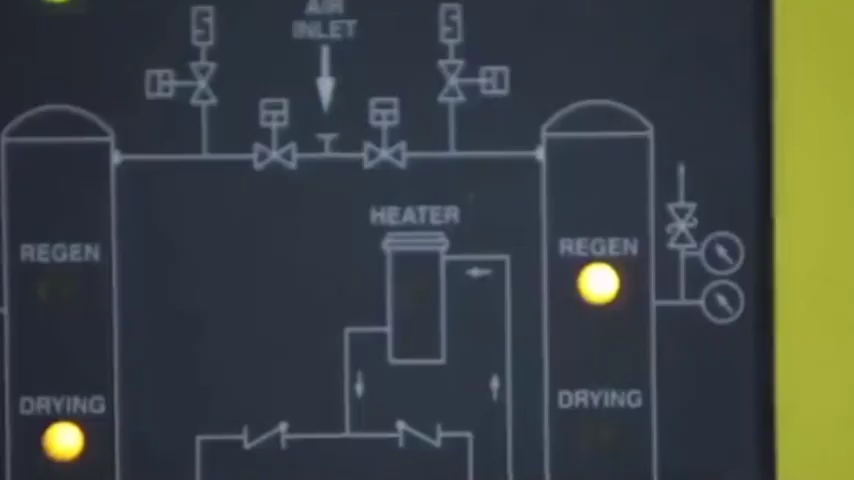 AIR
INLET
S
S
HEATER
REGEN
REGEN
DRYING
DRYING